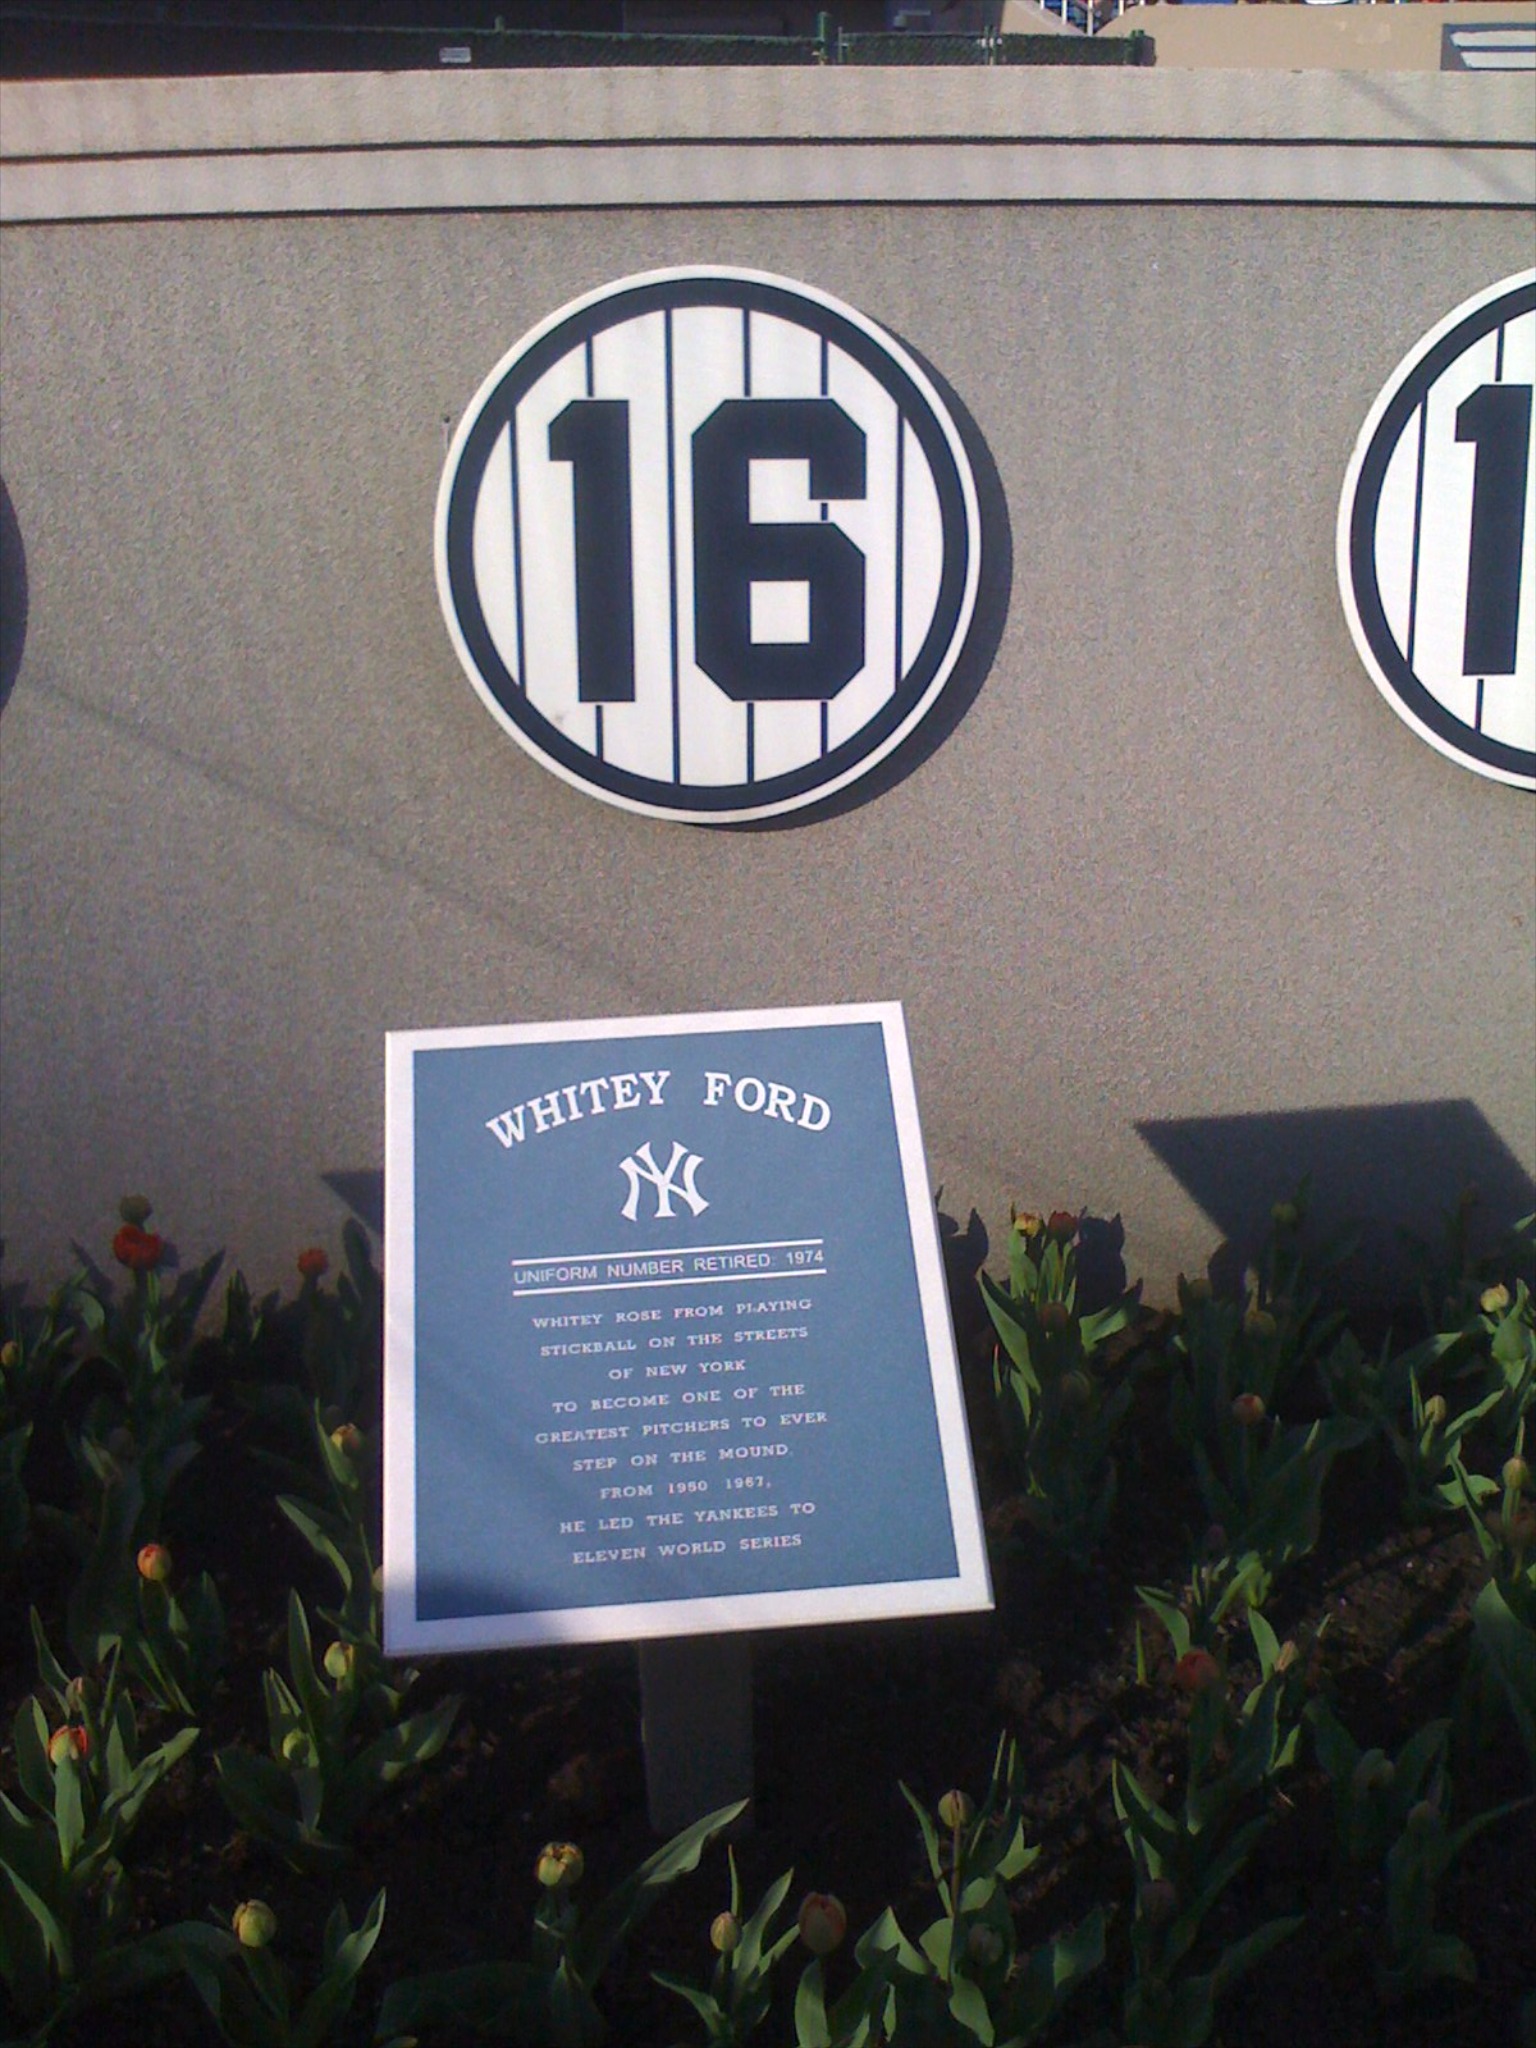 16
1
WHITEY FORD
NY
UNIFORM NUMBER RETIRED: 1974
WHITEY ROSE FROM PLAYING
STICKBALL ON THE STREETS
OF NEW YORK
TO BECOME ONE OF THE
GREATEST PITCHERS TO EVER
STEP ON THE MOUND.
FROM 1950 1967,
HE LED THE YANKEES TO
ELEVEN WORLD SERIES